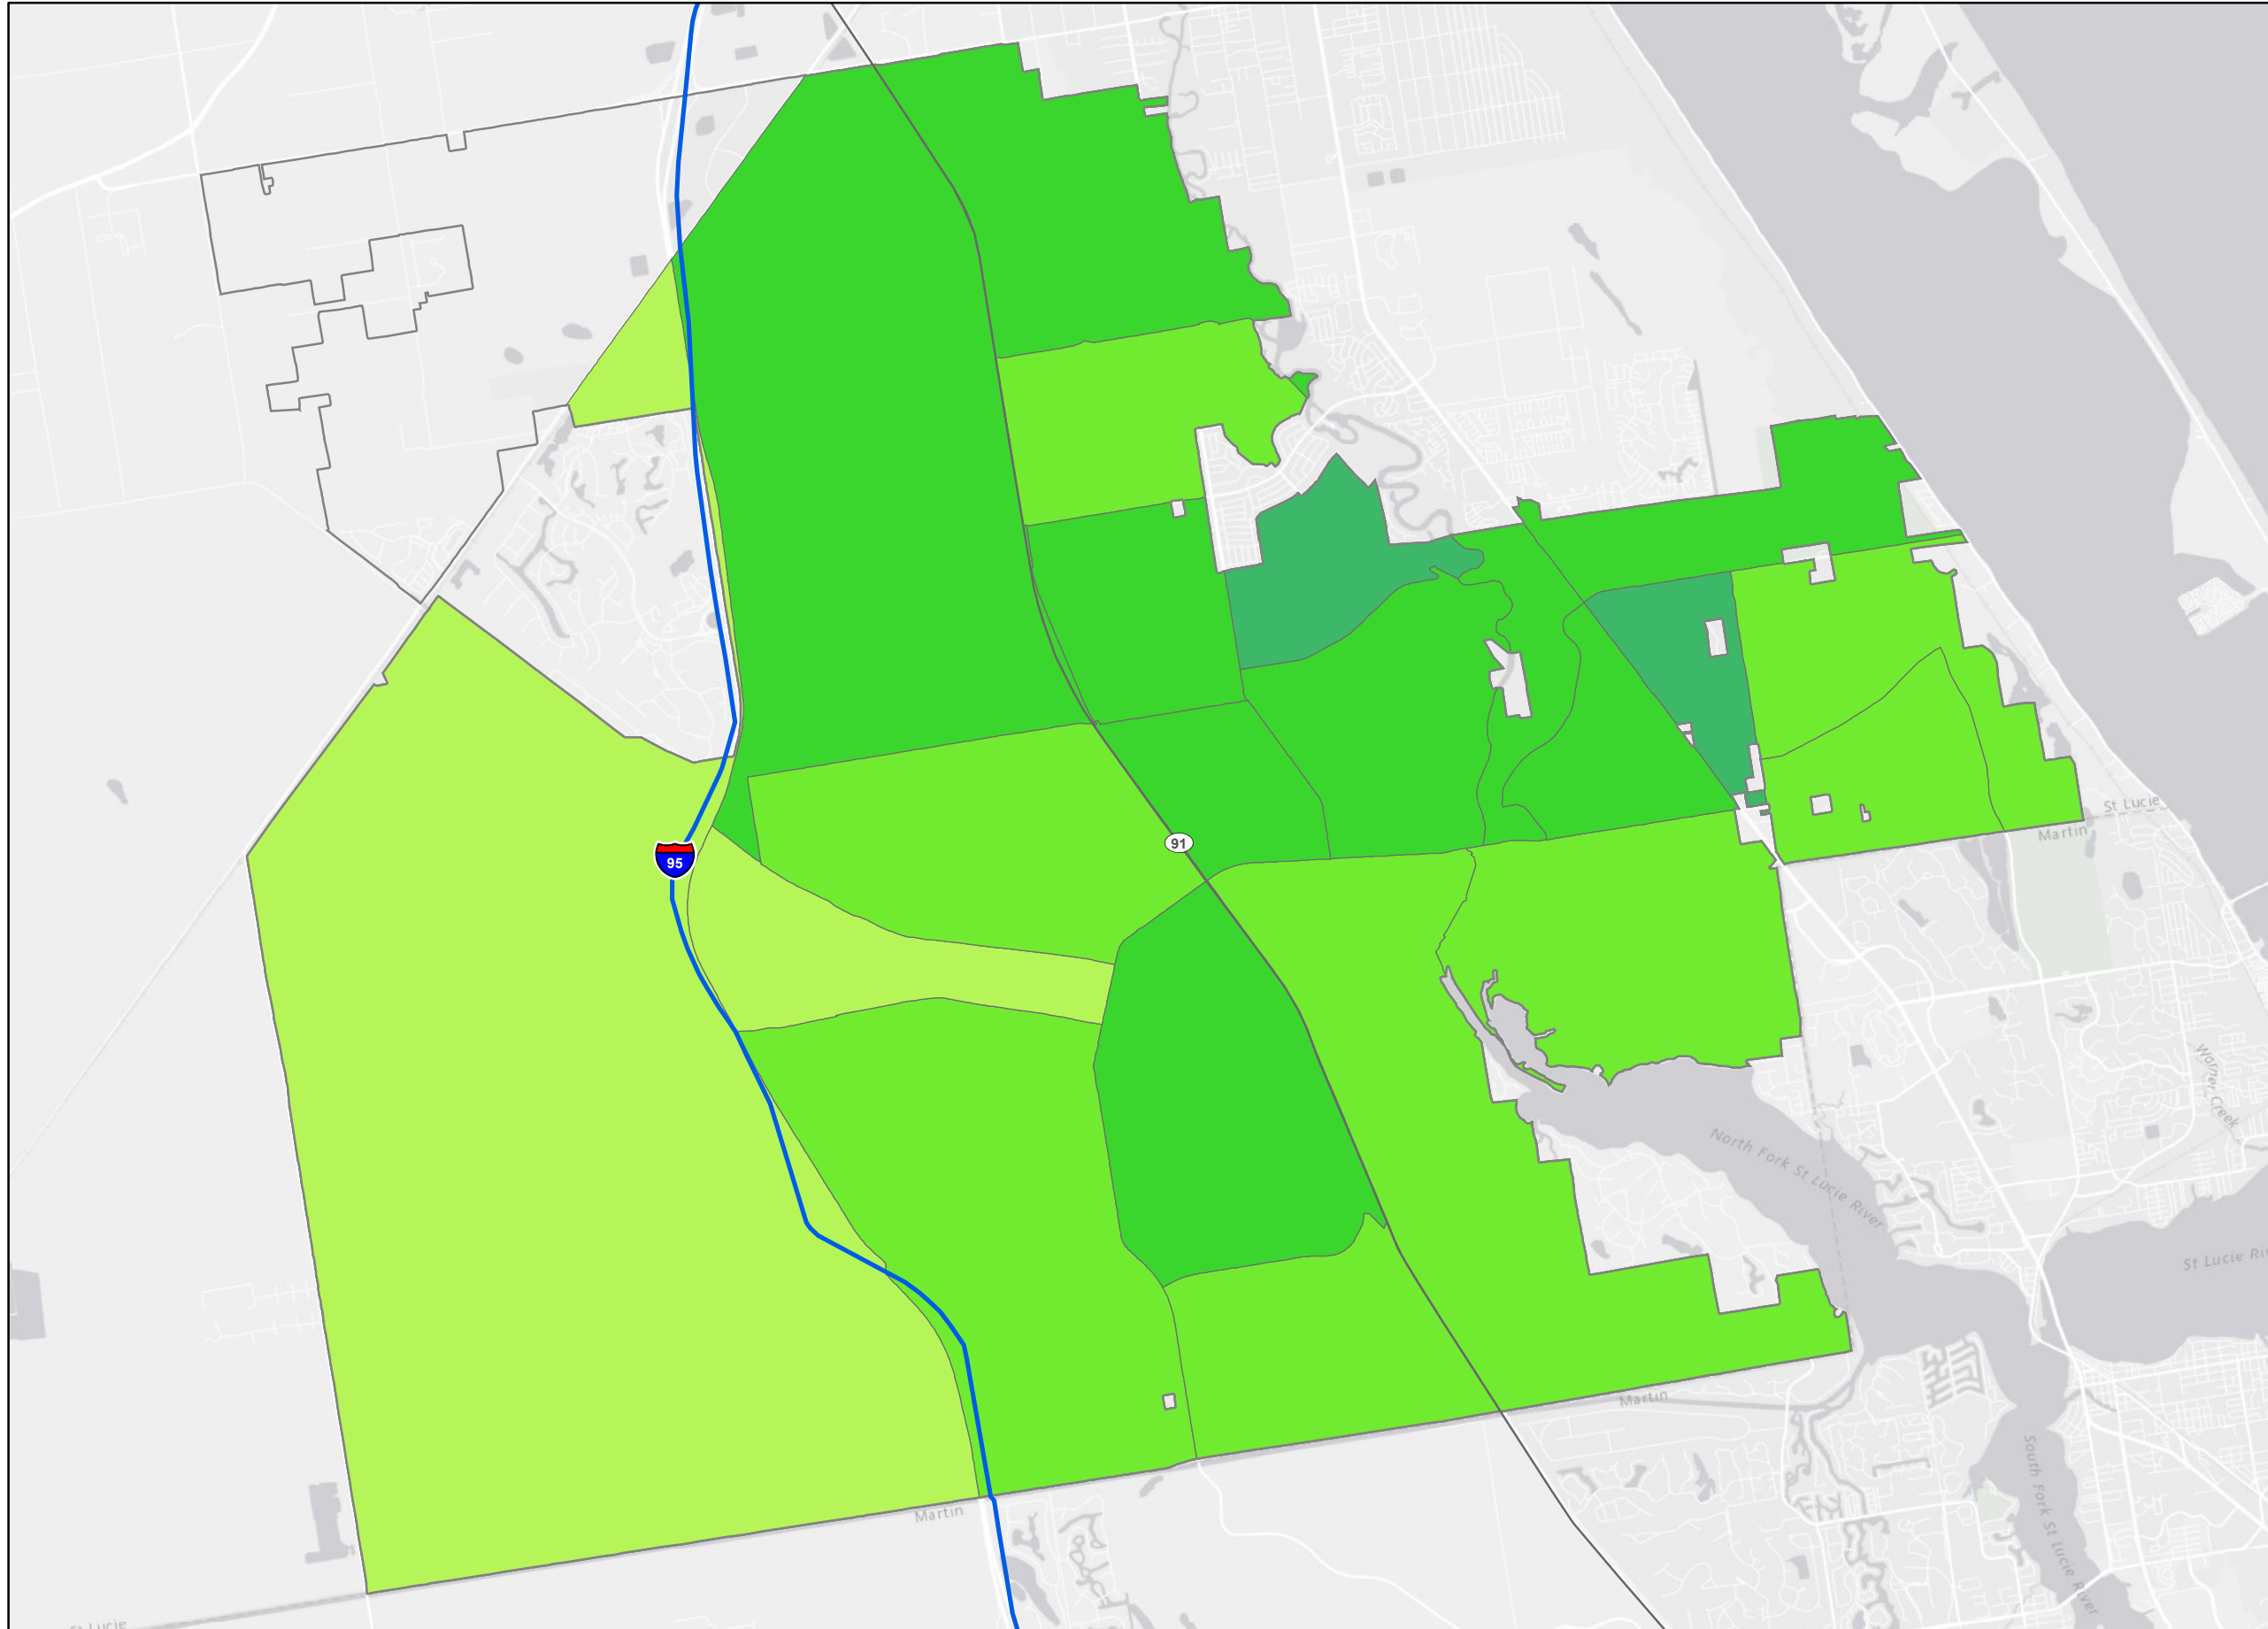 St Lucie
Martin
91
95
Warner Creek
North Fork St Lucie River
St Lucie Ri
Martin
Martin
South Fork St Lucie River
St Lucie